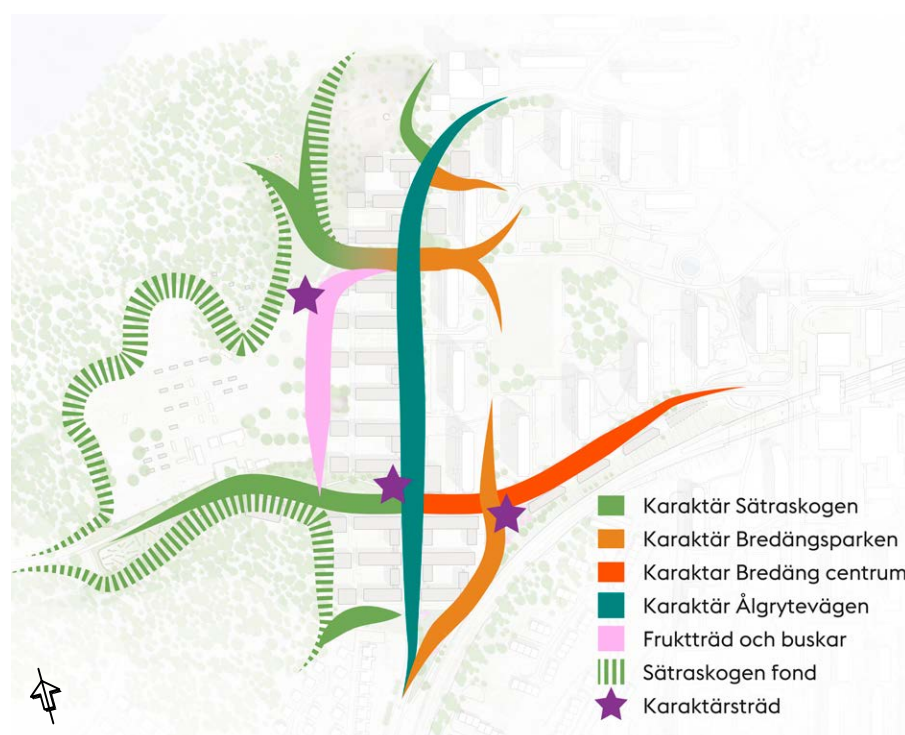 Karaktär Sätraskogen
Karaktär Bredängsparken
Karaktar Bredäng centrum
Karaktär Ålgrytevägen
Fruktträd och buskar
Sätraskogen fond
Karaktärsträd